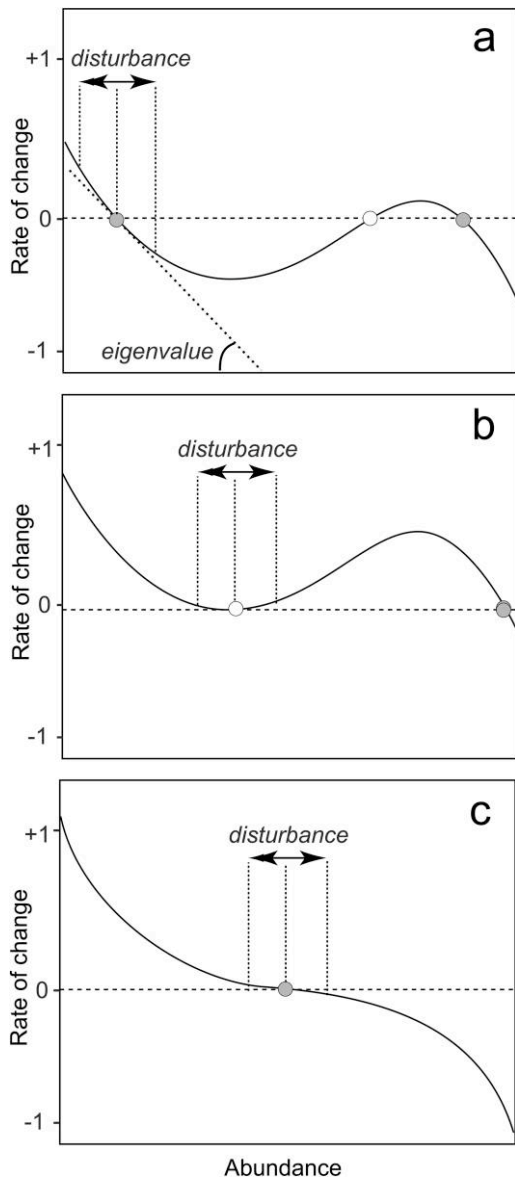 a
+1
disturbance
0
Rate of change
-1
eigenvalue
b
+1
disturbance
0
Rate of change
-1
c
+1
disturbance
0
Rate of change
-1
Abundance